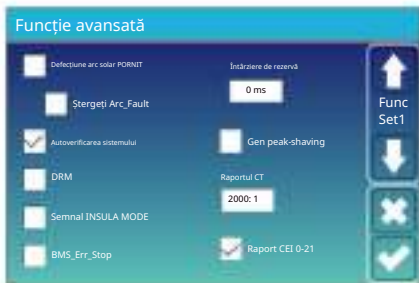 Funcție avansată
Defecțiune arc solar PORNIT
Ștergeți Arc_Fault
Autoverificarea sistemului
DRM
Semnal INSULA MODE
BMS_Err_Stop
Întârziere de rezervă
0 ms
Gen peak-shaving
Raportul CT
2000: 1
Raport CEI 0-21
Func
Set1